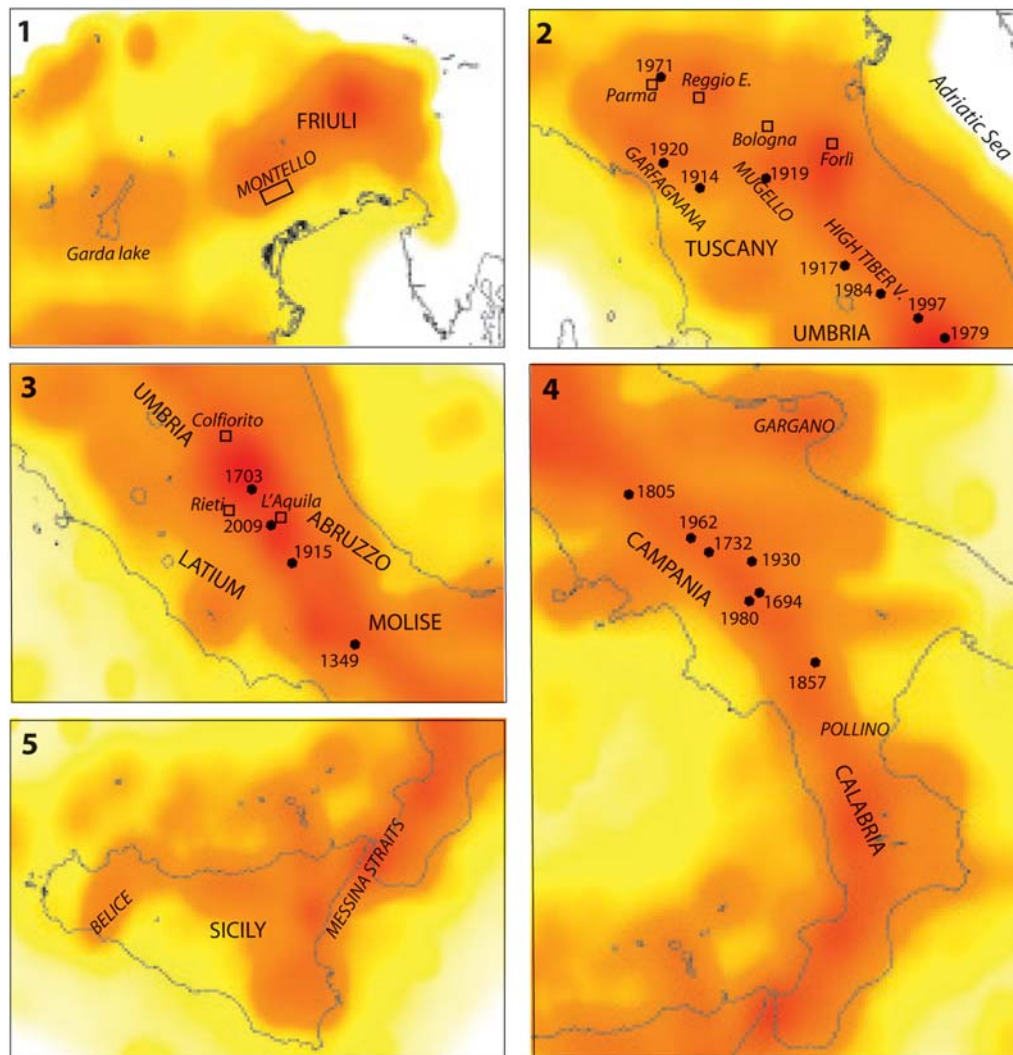 1
FRIULI
MONTELLO
Garda lake
2
1971
Reggio E.
Parma
Adriatic Sea
Bologna
Forlì
1920
GARFAGNANA
1914
MUGELLO
1919
TUSCANY
HIGH TIBER V.
1917
1984
1997
UMBRIA
1979
3
UMBRIA
Colfiorito
1703
Rieti
L'Aquila
2009
ABRUZZO
1915
LATIUM
MOLISE
1349
4
GARGANO
1805
1962
1732
1930
CAMPANIA
1694
1980
1857
POLLINO
CALABRIA
5
MESSINA STRAITS
BELICE
SICILY